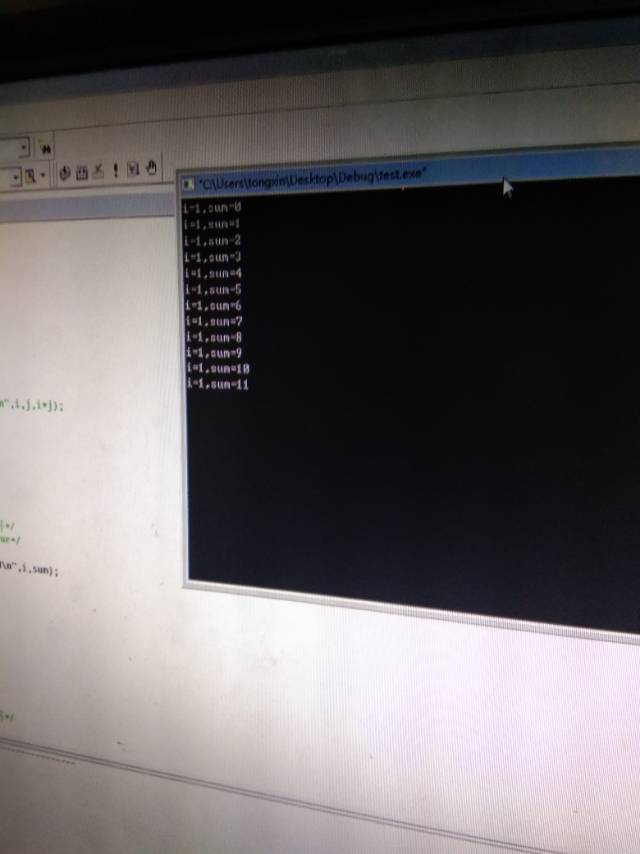 "C:\Users\tongxin\Desktop\Debug\test.exe"
i=1,sum=0
i=1,sum=1
i=1,sum=2
i=1,sum=3
i=1,sum=4
i=1,sum=5
i=1,sum=6
i=1,sum=7
i=1,sum=8
i=1,sum=9
i=1,sum=10
i=1,sum=11
n",i,j,i*j);
*/
ue*/
\n",i,sum);
*/